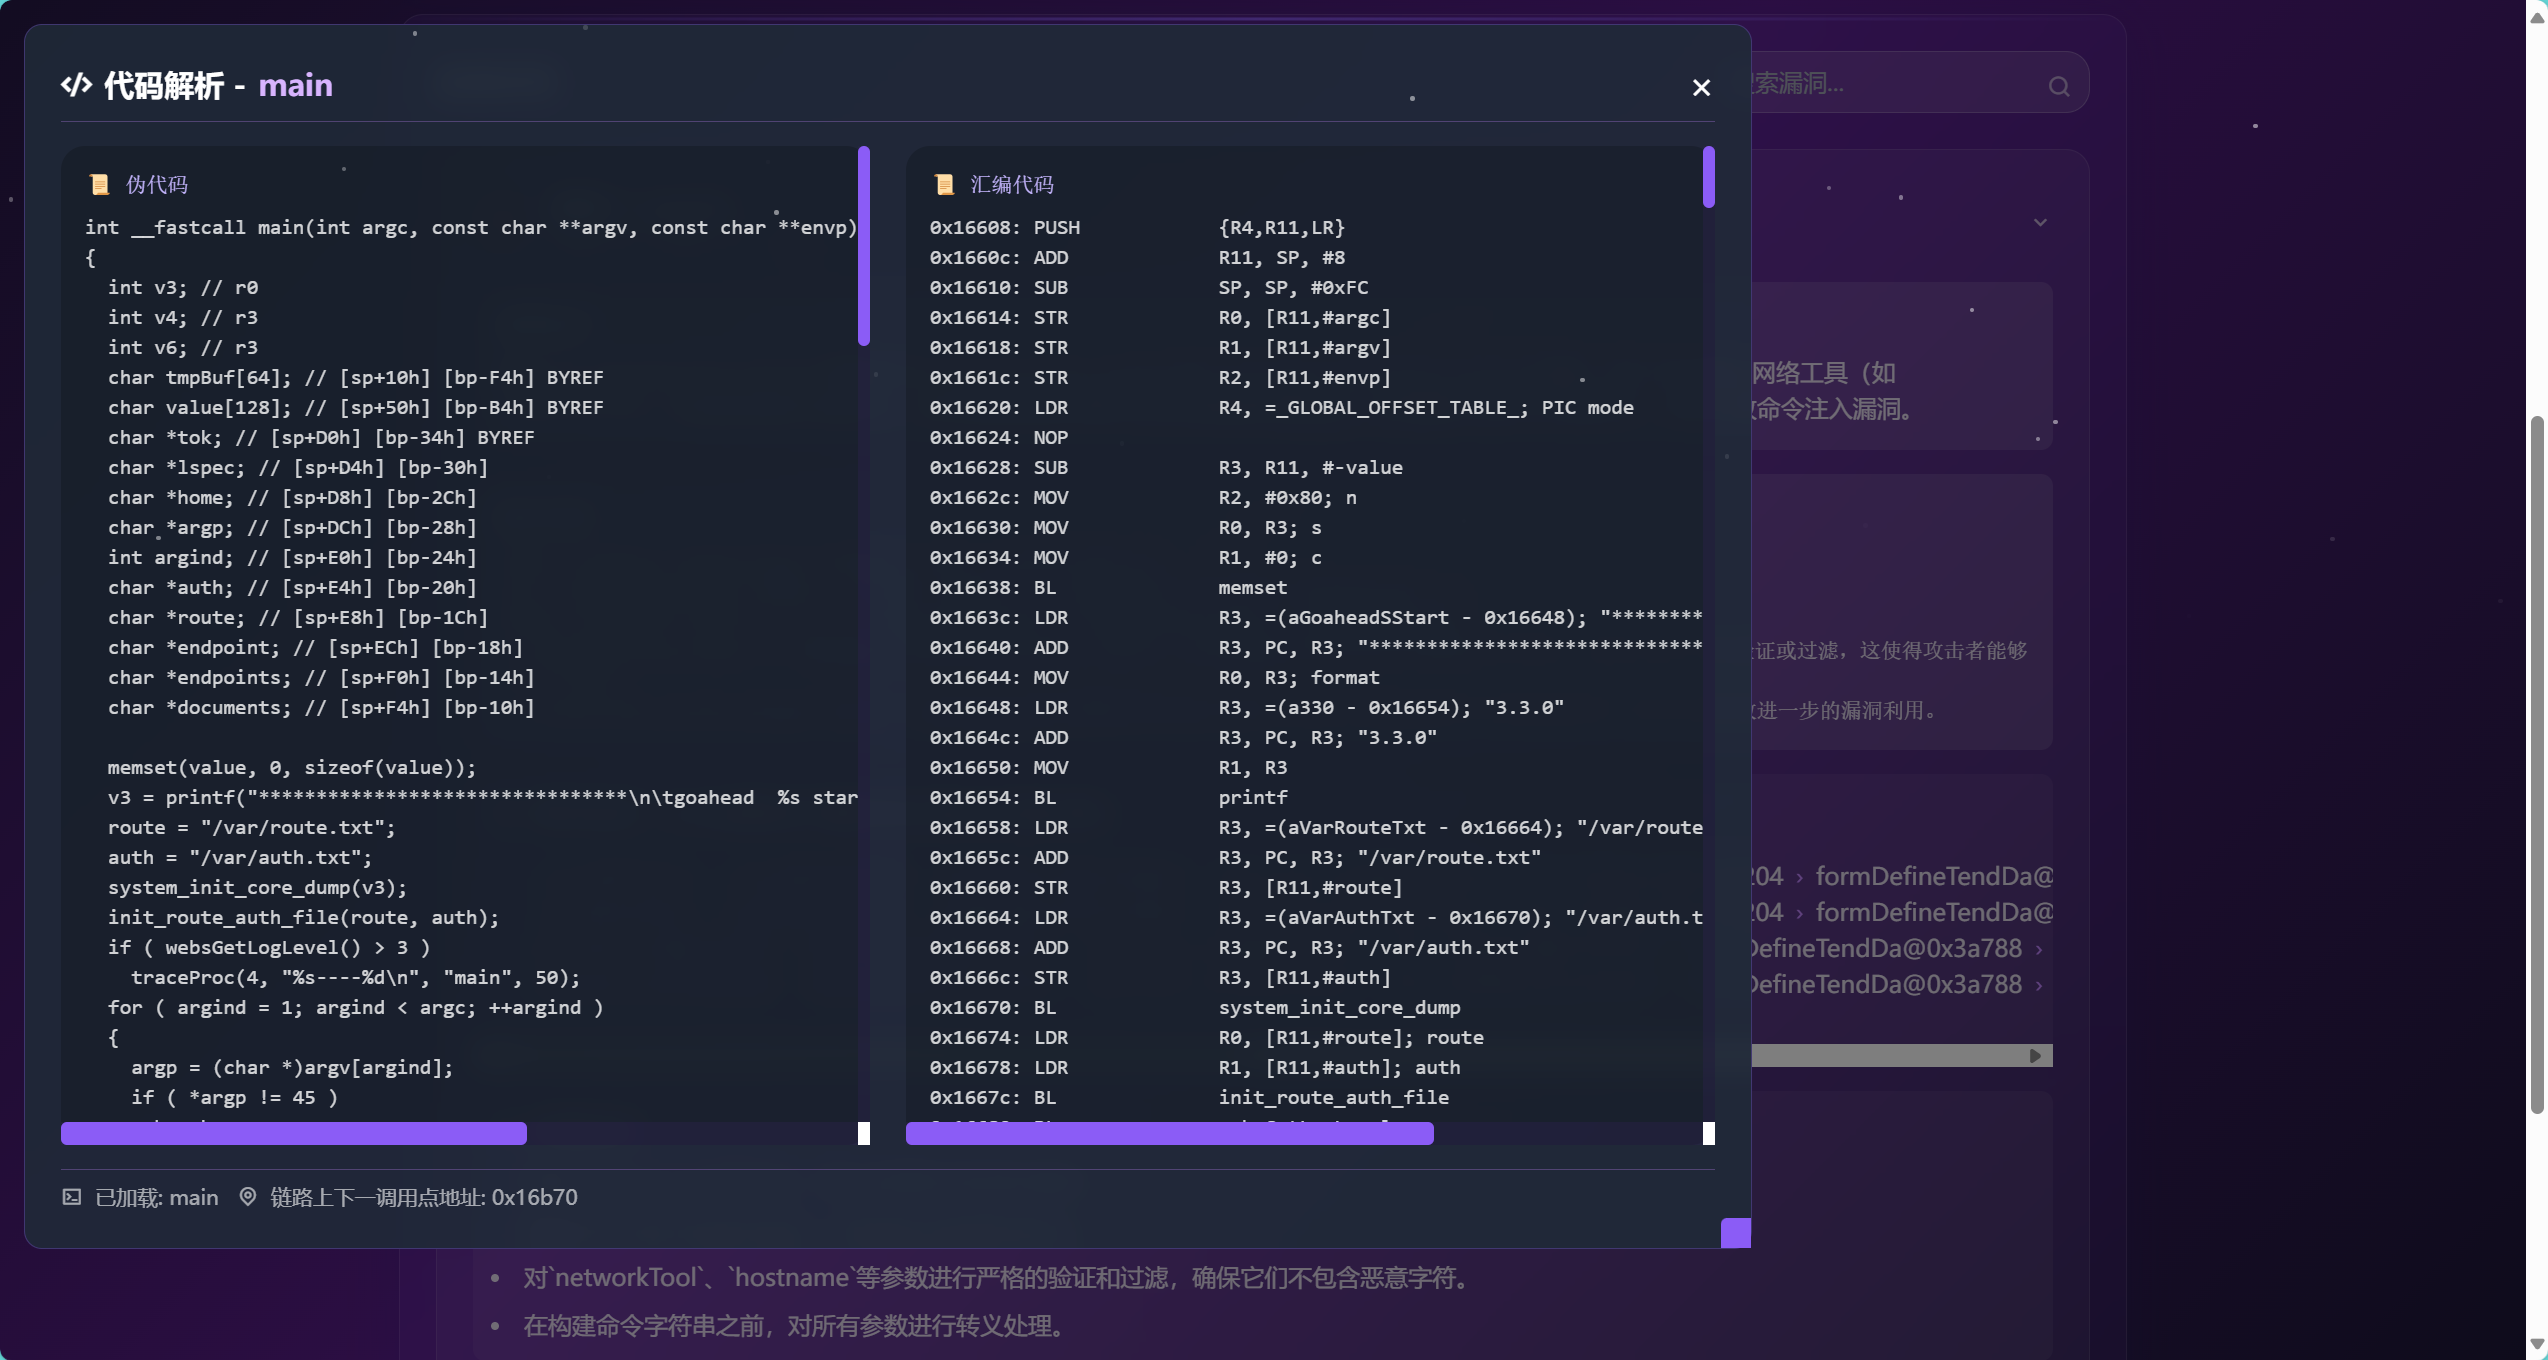 代码解析 - main
伪代码
int __fastcall main(int argc, const char **argv, const char **envp)
{
  int v3; // r0
  int v4; // r3
  int v6; // r3
  char tmpBuf[64]; // [sp+10h] [bp-F4h] BYREF
  char value[128]; // [sp+50h] [bp-B4h] BYREF
  char *tok; // [sp+D0h] [bp-34h] BYREF
  char *lspec; // [sp+D4h] [bp-30h]
  char *home; // [sp+D8h] [bp-2Ch]
  char *argp; // [sp+DCh] [bp-28h]
  int argind; // [sp+E0h] [bp-24h]
  char *auth; // [sp+E4h] [bp-20h]
  char *route; // [sp+E8h] [bp-1Ch]
  char *endpoint; // [sp+ECh] [bp-18h]
  char *endpoints; // [sp+F0h] [bp-14h]
  char *documents; // [sp+F4h] [bp-10h]
  memset(value, 0, sizeof(value));
  v3 = printf("********************************\n\tgoahead  %s star
  route = "/var/route.txt";
  auth = "/var/auth.txt";
  system_init_core_dump(v3);
  init_route_auth_file(route, auth);
  if ( websGetLogLevel() > 3 )
    traceProc(4, "%s----%d\n", "main", 50);
  for ( argind = 1; argind < argc; ++argind )
  {
    argp = (char *)argv[argind];
    if ( *argp != 45 )
汇编代码
0x16608: PUSH            {R4,R11,LR}
0x1660c: ADD             R11, SP, #8
0x16610: SUB             SP, SP, #0xFC
0x16614: STR             R0, [R11,#argc]
0x16618: STR             R1, [R11,#argv]
0x1661c: STR             R2, [R11,#envp]
0x16620: LDR             R4, =_GLOBAL_OFFSET_TABLE_; PIC mode
0x16624: NOP
0x16628: SUB             R3, R11, #-value
0x1662c: MOV             R2, #0x80; n
0x16630: MOV             R0, R3; s
0x16634: MOV             R1, #0; c
0x16638: BL              memset
0x1663c: LDR             R3, =(aGoaheadSStart - 0x16648); "********
0x16640: ADD             R3, PC, R3; "*****************************
0x16644: MOV             R0, R3; format
0x16648: LDR             R3, =(a330 - 0x16654); "3.3.0"
0x1664c: ADD             R3, PC, R3; "3.3.0"
0x16650: MOV             R1, R3
0x16654: BL              printf
0x16658: LDR             R3, =(aVarRouteTxt - 0x16664); "/var/route
0x1665c: ADD             R3, PC, R3; "/var/route.txt"
0x16660: STR             R3, [R11,#route]
0x16664: LDR             R3, =(aVarAuthTxt - 0x16670); "/var/auth.t
0x16668: ADD             R3, PC, R3; "/var/auth.txt"
0x1666c: STR             R3, [R11,#auth]
0x16670: BL              system_init_core_dump
0x16674: LDR             R0, [R11,#route]; route
0x16678: LDR             R1, [R11,#auth]; auth
0x1667c: BL              init_route_auth_file
已加载: main 链路上下一调用点地址: 0x16b70
索漏洞...
网络工具（如
命令注入漏洞。
证或过滤，这使得攻击者能够
进一步的漏洞利用。
204 › formDefineTendDa@
204 › formDefineTendDa@
DefineTendDa@0x3a788 ›
DefineTendDa@0x3a788 ›
• 对`networkTool`、`hostname`等参数进行严格的验证和过滤，确保它们不包含恶意字符。
• 在构建命令字符串之前，对所有参数进行转义处理。